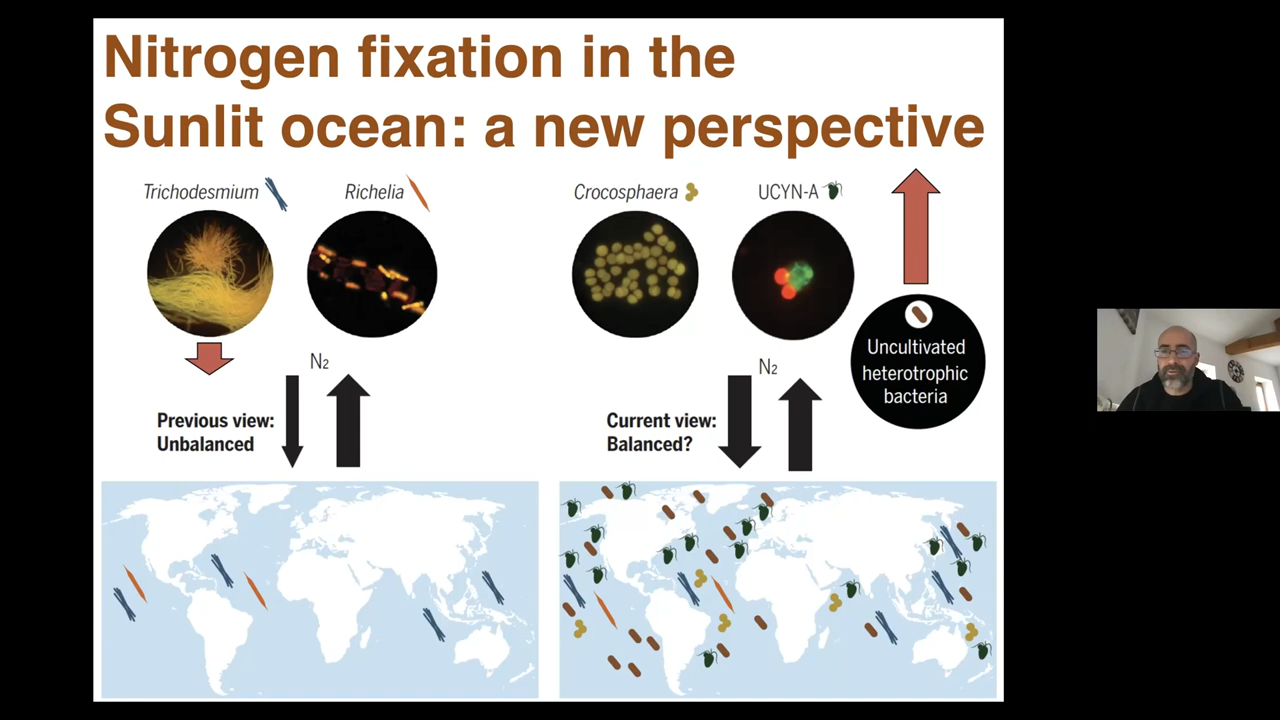 Nitrogen fixation in the
Sunlit ocean: a new perspective
Trichodesmium
Richelia
Crocosphaera
UCYN-A
N₂
Previous view:
Unbalanced
N₂
Current view:
Balanced?
Uncultivated
heterotrophic
bacteria